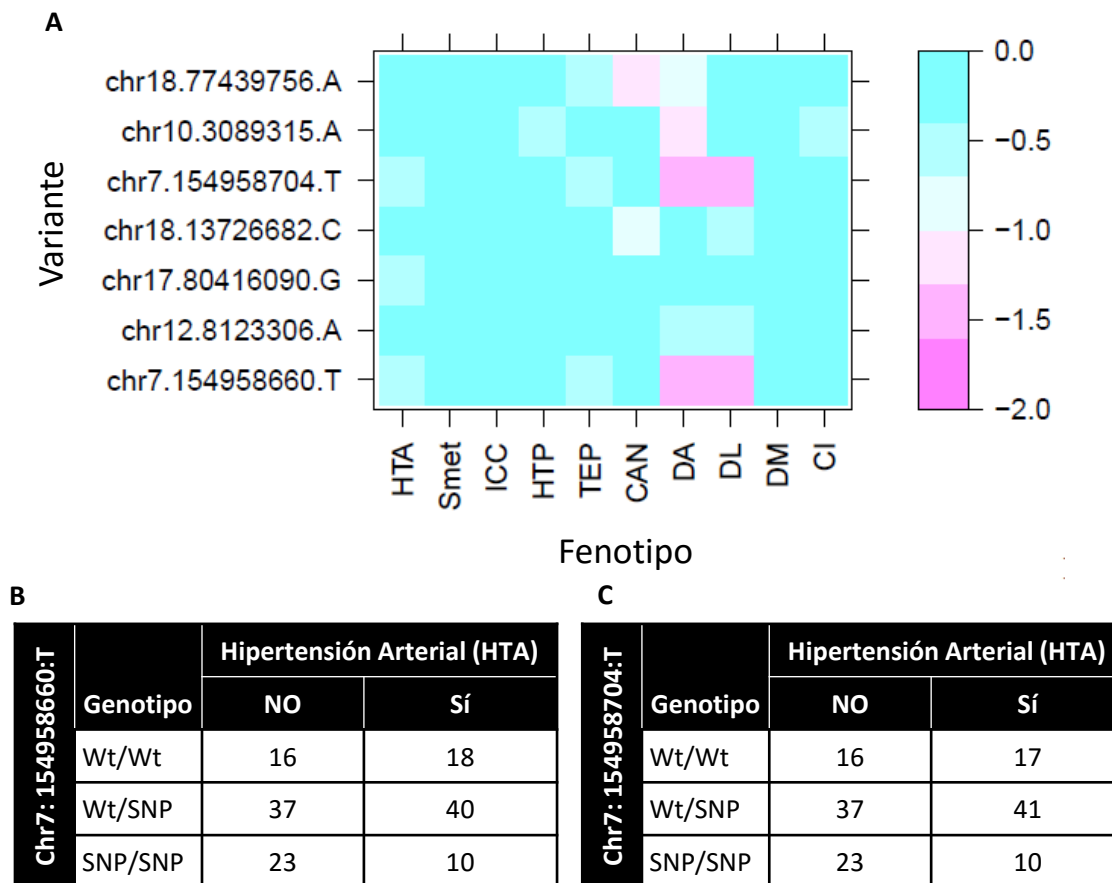 A
Variante
chr18.77439756.A
chr10.3089315.A
chr7.154958704.T
chr18.13726682.C
chr17.80416090.G
chr12.8123306.A
chr7.154958660.T
HTA
Smet
ICC
HTP
TEP
CAN
DA
DL
DM
CI
Fenotipo
0.0
−0.5
−1.0
−1.5
−2.0
B
Chr7: 154958660:T
Genotipo
Hipertensión Arterial (HTA)
NO Sí
Wt/Wt 16 18
Wt/SNP 37 40
SNP/SNP 23 10
C
Chr7: 154958704:T
Genotipo
Hipertensión Arterial (HTA)
NO Sí
Wt/Wt 16 17
Wt/SNP 37 41
SNP/SNP 23 10